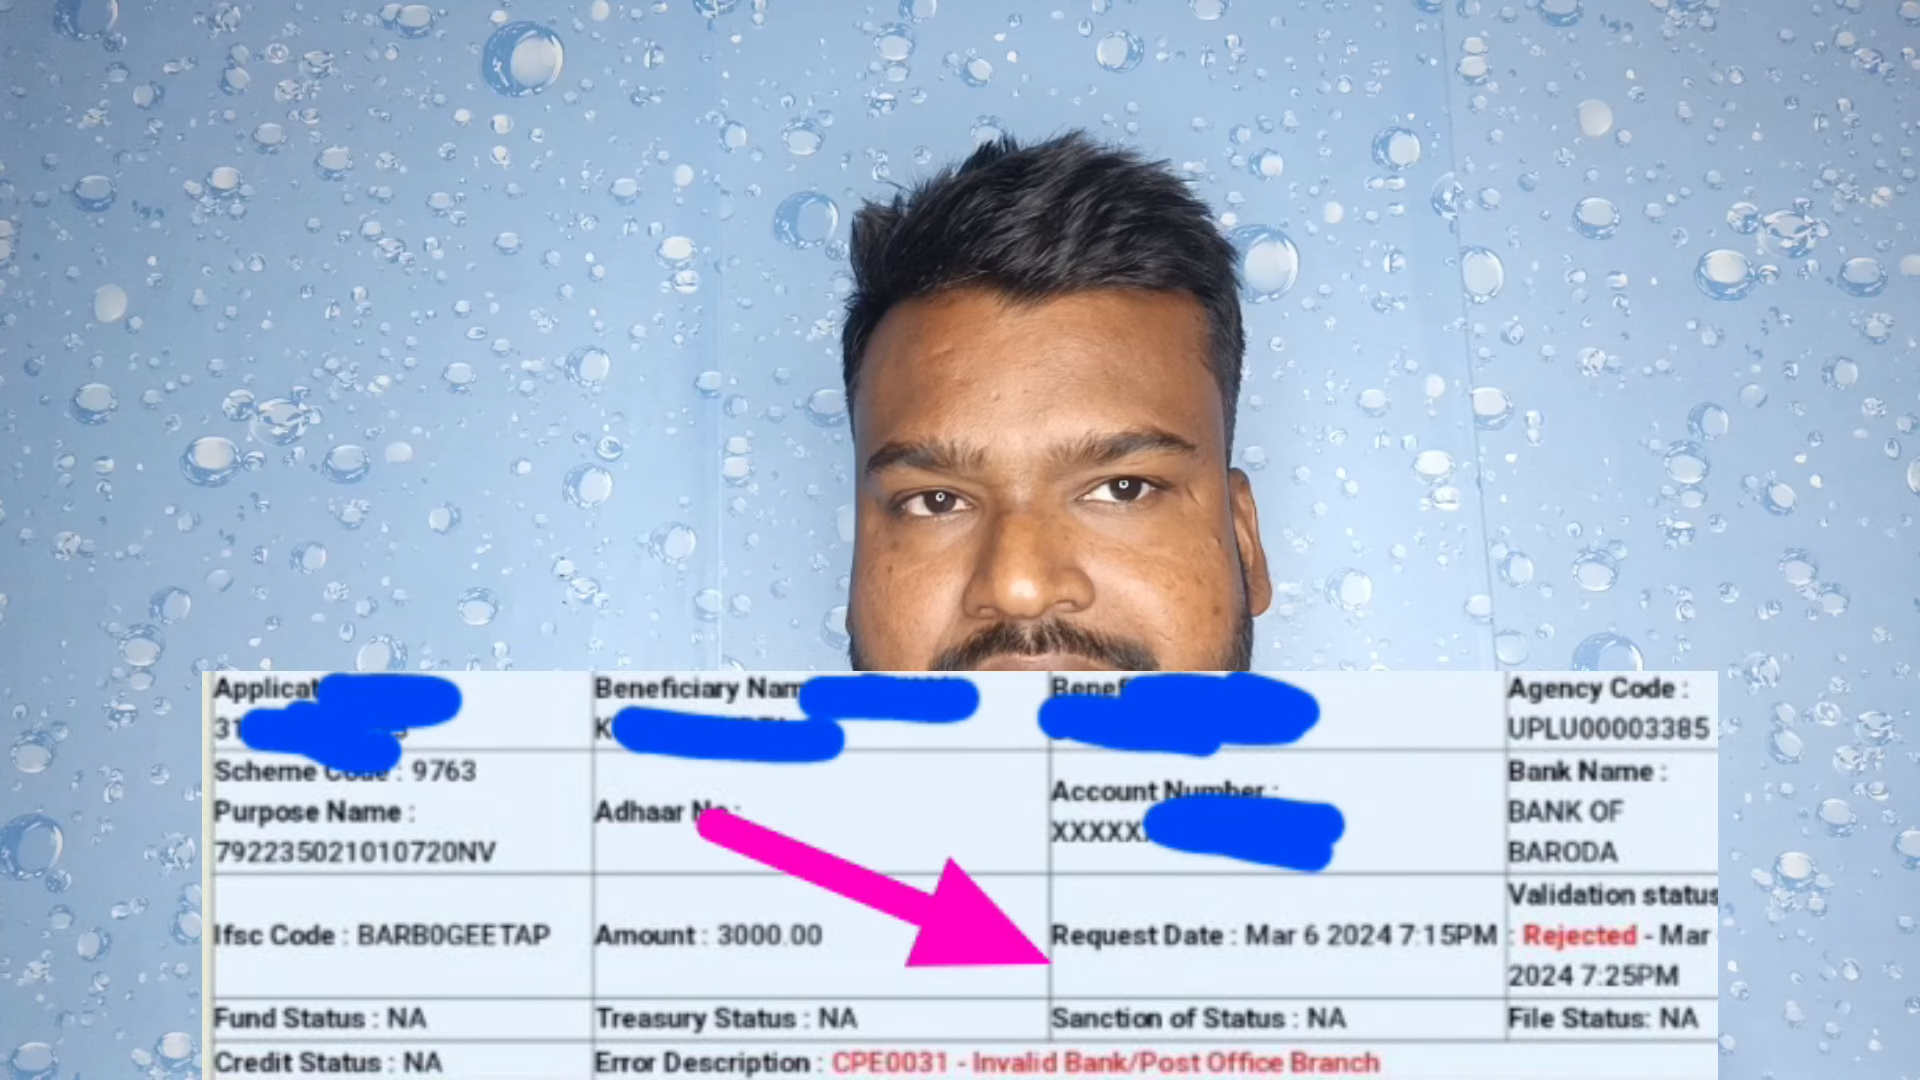 Applicat
31
Beneficiary Nam
K
Benef
Agency Code :
UPLU00003385
Scheme Code : 9763
Purpose Name :
792235021010720NV
Adhaar No :
Account Number :
XXXXX
Bank Name :
BANK OF
BARODA
Ifsc Code : BARB0GEETAP
Amount : 3000.00
Request Date : Mar 6 2024 7:15PM
Validation status
: Rejected - Mar
2024 7:25PM
Fund Status : NA
Treasury Status : NA
Sanction of Status : NA
File Status: NA
Credit Status : NA
Error Description : CPE0031 - Invalid Bank/Post Office Branch